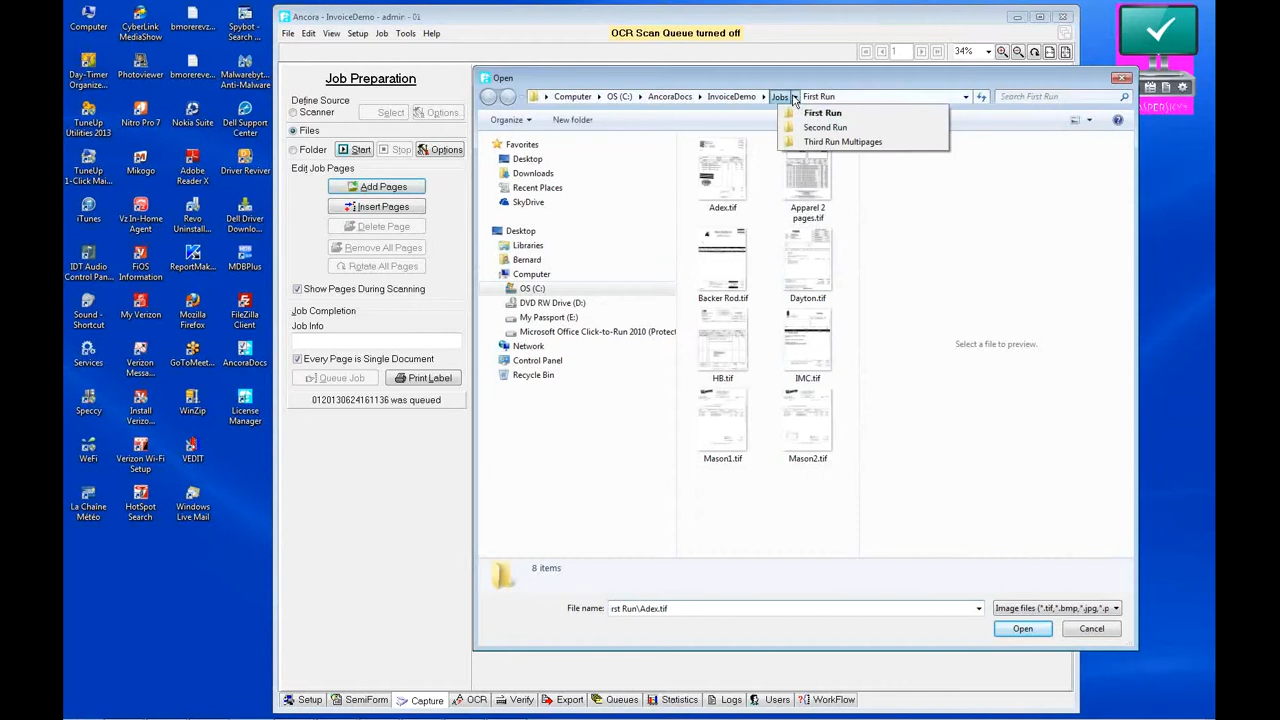 Computer
CyberLink
MediaShow
bmorerevz...
Spybot -
Search ...
Day-Timer
Organize...
Photoviewer
bmorevez...
Malwarebyt...
Anti-Malware
TuneUp
Utilities 2013
Nitro Pro 7
Nokia Suite
Dell Support
Center
TuneUp
1-Click Mai...
Mikogo
Adobe
Reader X
Driver Reviver
iTunes
Vz In-Home
Agent
Revo
Uninstall...
Dell Driver
Downlo...
IDT Audio
Control Pan...
FiOS
Information
ReportMak...
MDBPlus
Sound -
Shortcut
My Verizon
Mozilla
Firefox
FileZilla
Client
Services
Verizon
Messag...
GoToMeet...
AncoraDocs
Speccy
Install
Verizo...
WinZip
License
Manager
WeFi
Verizon Wi-Fi
Setup
VEDIT
La Chaîne
Météo
HotSpot
Search
Windows
Live Mail
Ancora - InvoiceDemo - admin - 01
File Edit View Setup Job Tools Help
OCR Scan Queue turned off
1
34%
Job Preparation
Define Source
Scanner
Select
Options
Files
Folder
Start
Stop
Options
Edit Job Pages
Add Pages
Insert Pages
Delete Page
Remove All Pages
Rotate All Pages
Show Pages During Scanning
Job Completion
Job Info
Every Page is Single Document
Queue Job
Print Label
0120130624161136 was queued
Open
Computer OS (C:) AncoraDocs InvoiceDemo Jobs First Run
Search First Run
First Run
Second Run
Third Run Multipages
Organize
New folder
Favorites
Desktop
Downloads
Recent Places
SkyDrive
Desktop
Libraries
Bernard
Computer
OS (C:)
DVD RW Drive (D:)
My Passport (E:)
Microsoft Office Click-to-Run 2010 (Protect
Network
Control Panel
Recycle Bin
Adex.tif
Apparel 2
pages.tif
Backer Rod.tif
Dayton.tif
HB.tif
IMC.tif
Mason1.tif
Mason2.tif
Select a file to preview.
8 items
File name:
rst Run\Adex.tif
Image files (*.tif,*.bmp,*.jpg,*.p
Open
Cancel
Setup SemiForm Capture OCR Verify Export Queues Statistics Logs Users WorkFlow